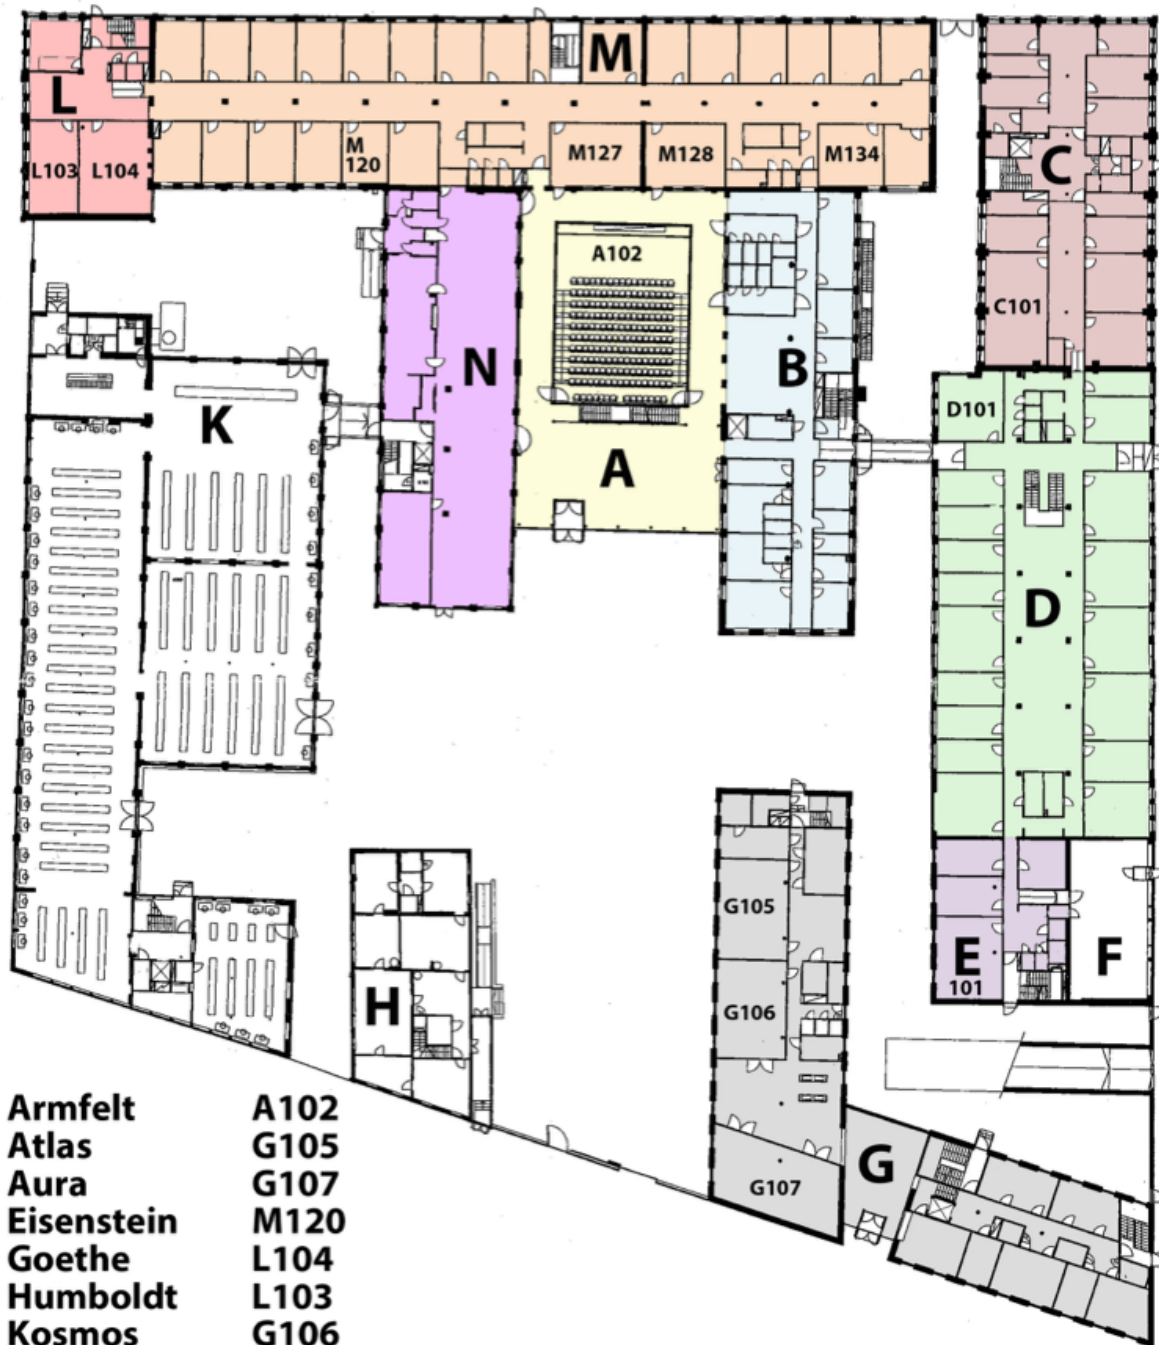 M
L
C
L103
L104
M
120
M127
M128
M134
A102
C101
N
B
K
D101
A
D
G105
E
101
F
G106
H
G
G107
Armfelt A102
Atlas G105
Aura G107
Eisenstein M120
Goethe L104
Humboldt L103
Kosmos G106